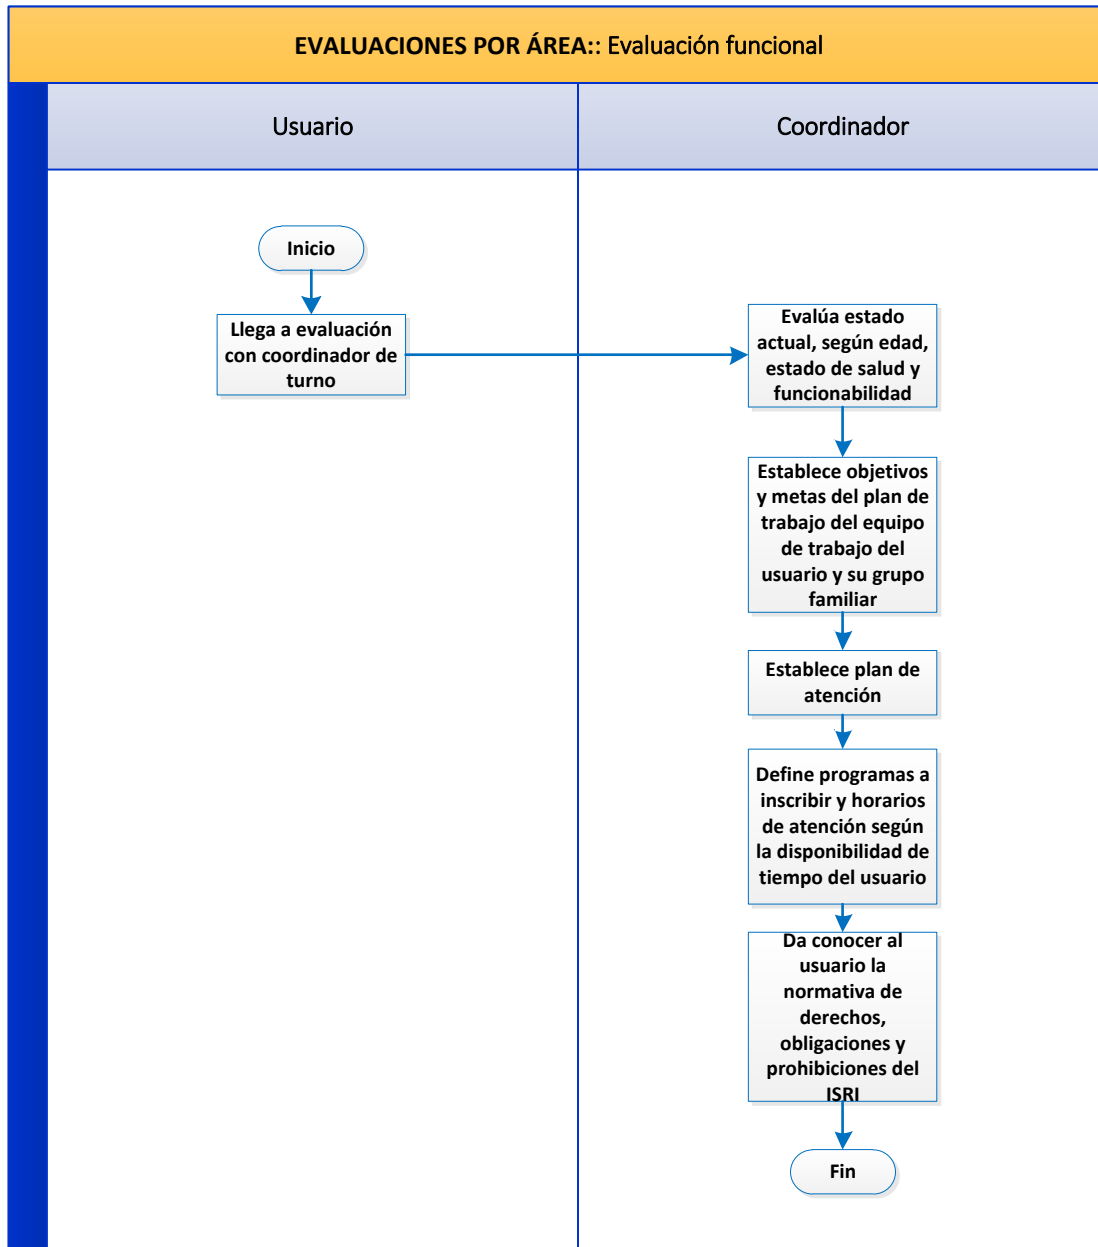 EVALUACIONES POR ÁREA:: Evaluación funcional
Usuario
Coordinador
Inicio
Llega a evaluación
con coordinador de
turno
Evalúa estado
actual, según edad,
estado de salud y
funcionabilidad
Establece objetivos
y metas del plan de
trabajo del equipo
de trabajo del
usuario y su grupo
familiar
Establece plan de
atención
Define programas a
inscribir y horarios
de atención según
la disponibilidad de
tiempo del usuario
Da conocer al
usuario la
normativa de
derechos,
obligaciones y
prohibiciones del
ISRI
Fin